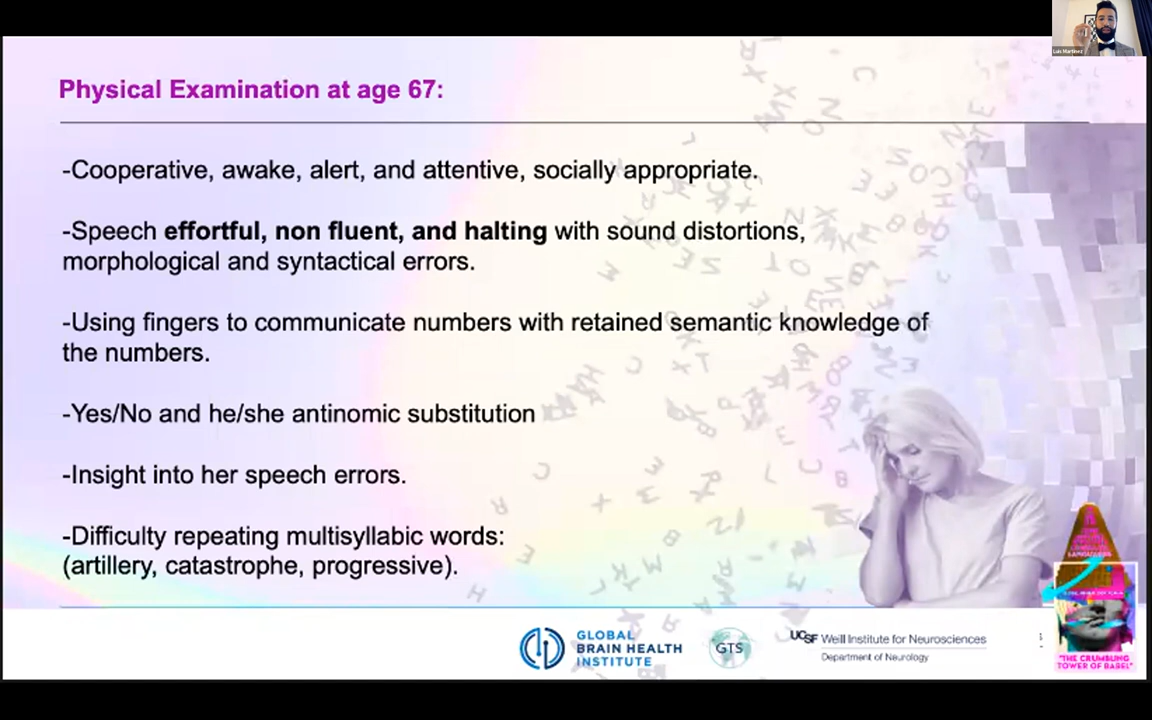 Luis Martinez
Physical Examination at age 67:
-Cooperative, awake, alert, and attentive, socially appropriate.
-Speech effortful, non fluent, and halting with sound distortions,
morphological and syntactical errors.
-Using fingers to communicate numbers with retained semantic knowledge of
the numbers.
-Yes/No and he/she antinomic substitution
-Insight into her speech errors.
-Difficulty repeating multisyllabic words:
(artillery, catastrophe, progressive).
GLOBAL
BRAIN HEALTH
INSTITUTE
GTS
UCSF Weill Institute for Neurosciences
Department of Neurology
"THE CRUMBLING
TOWER OF BABEL"